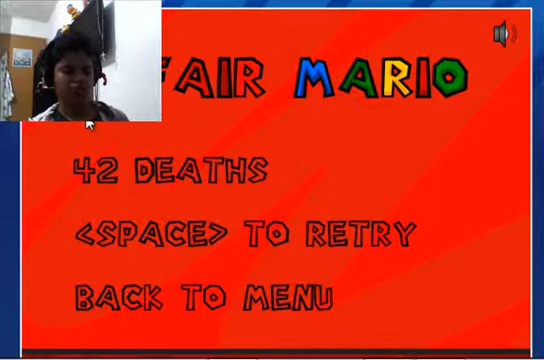 FAIR MARIO
42 DEATHS
<SPACE> TO RETRY
BACK TO MENU